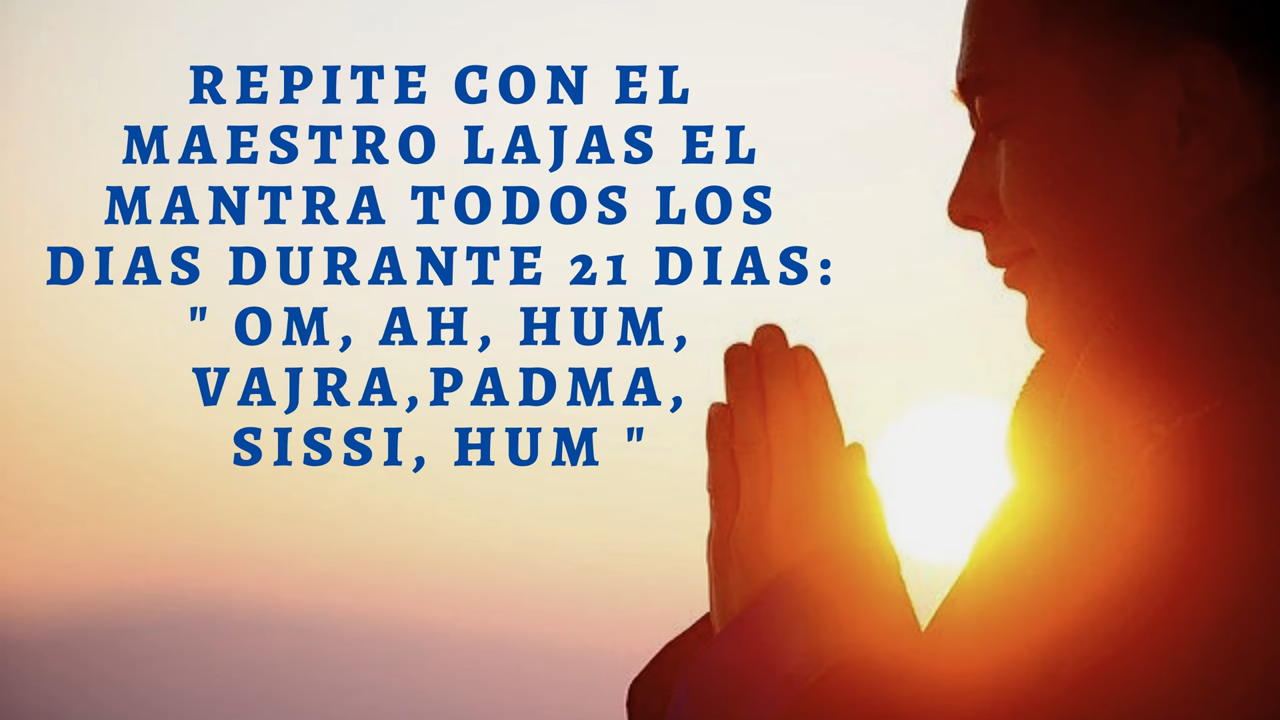 REPITE CON EL
MAESTRO LAJAS EL
MANTRA TODOS LOS
DIAS DURANTE 21 DIAS:
" OM, AH, HUM,
VAJRA,PADMA,
SISSI, HUM "